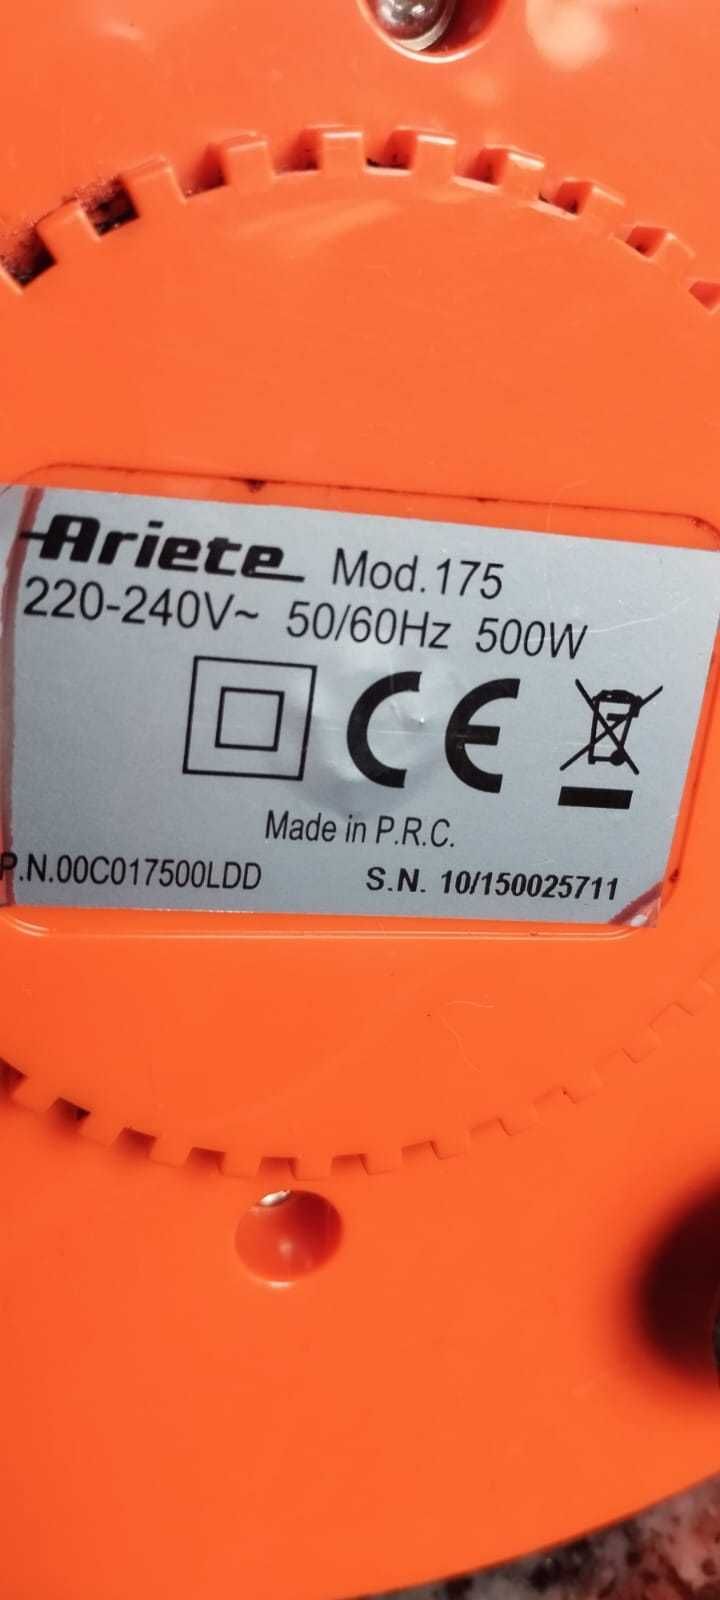 Ariete Mod.175
220-240V~ 50/60Hz 500W
CE
Made in P.R.C.
P.N.00C017500LDD S.N. 10/150025711